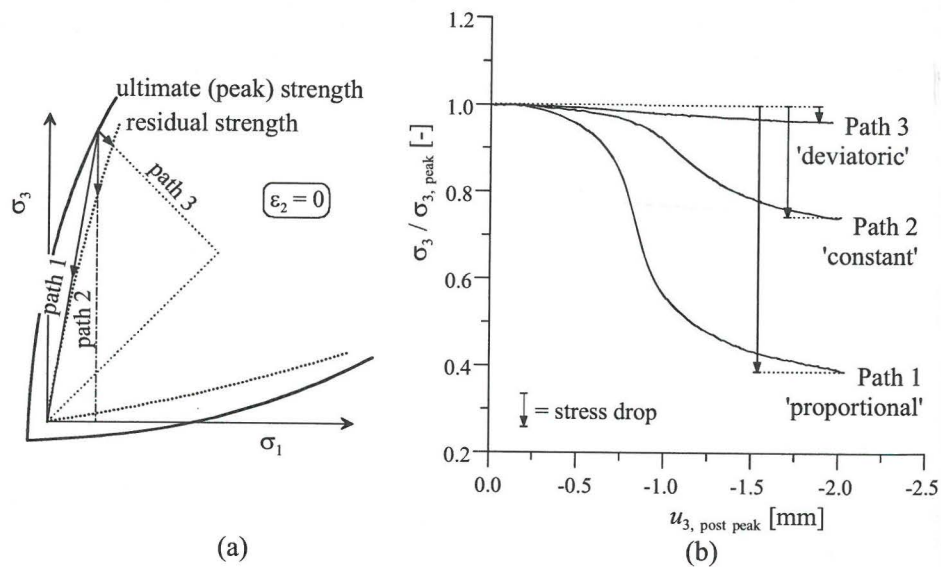 ultimate (peak) strength
residual strength
σ₃
path 3
ε₂ = 0
path 1
path 2
σ₁
(a)
1.2
1.0
0.8
0.6
0.4
0.2
σ₃ / σ₃, peak [-]
Path 3
'deviatoric'
Path 2
'constant'
Path 1
'proportional'
= stress drop
0.0 -0.5 -1.0 -1.5 -2.0 -2.5
u₃, post peak [mm]
(b)